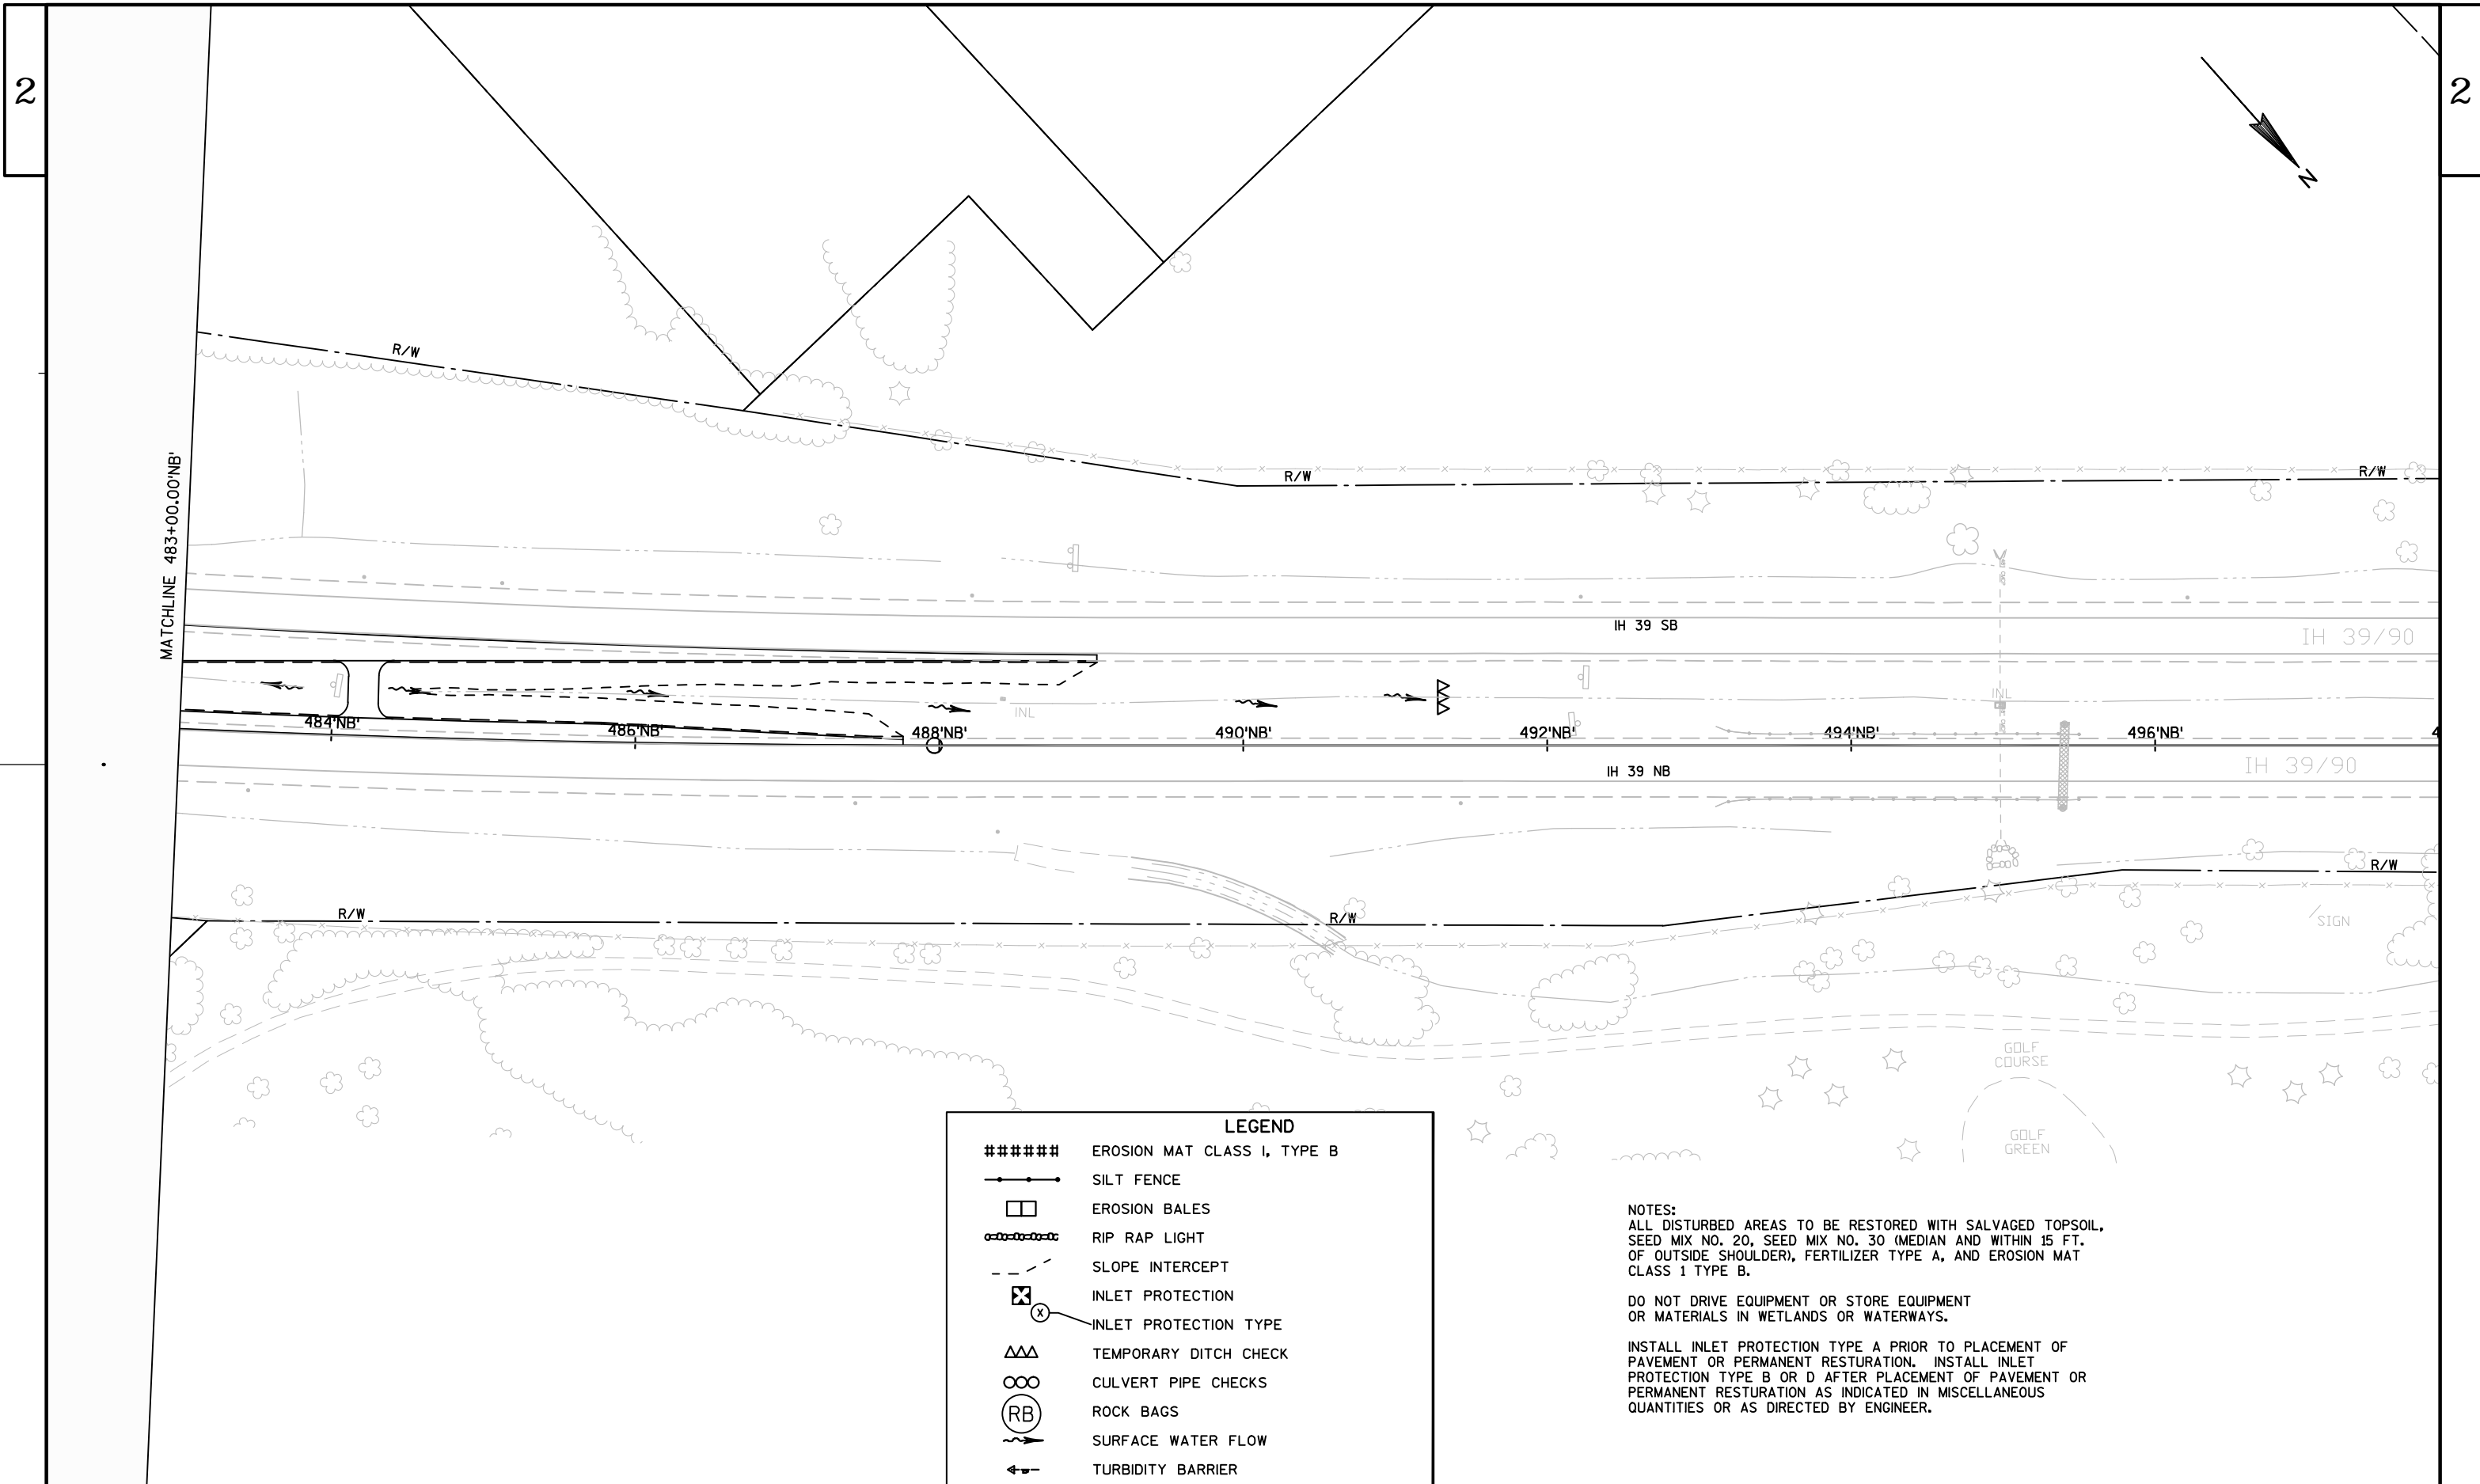 2
2
N
R/W
MATCHLINE 483+00.00'NB'
R/W
R/W
IH 39 SB
IH 39/90
INL
INL
484'NB'
486'NB'
488'NB'
490'NB'
492'NB'
494'NB'
496'NB'
4
IH 39 NB
IH 39/90
R/W
R/W
R/W
SIGN
GOLF
COURSE
GOLF
GREEN
LEGEND
EROSION MAT CLASS I, TYPE B
SILT FENCE
EROSION BALES
RIP RAP LIGHT
SLOPE INTERCEPT
INLET PROTECTION
X
INLET PROTECTION TYPE
TEMPORARY DITCH CHECK
CULVERT PIPE CHECKS
RB ROCK BAGS
SURFACE WATER FLOW
TURBIDITY BARRIER
NOTES:
ALL DISTURBED AREAS TO BE RESTORED WITH SALVAGED TOPSOIL,
SEED MIX NO. 20, SEED MIX NO. 30 (MEDIAN AND WITHIN 15 FT.
OF OUTSIDE SHOULDER), FERTILIZER TYPE A, AND EROSION MAT
CLASS 1 TYPE B.
DO NOT DRIVE EQUIPMENT OR STORE EQUIPMENT
OR MATERIALS IN WETLANDS OR WATERWAYS.
INSTALL INLET PROTECTION TYPE A PRIOR TO PLACEMENT OF
PAVEMENT OR PERMANENT RESTURATION. INSTALL INLET
PROTECTION TYPE B OR D AFTER PLACEMENT OF PAVEMENT OR
PERMANENT RESTURATION AS INDICATED IN MISCELLANEOUS
QUANTITIES OR AS DIRECTED BY ENGINEER.